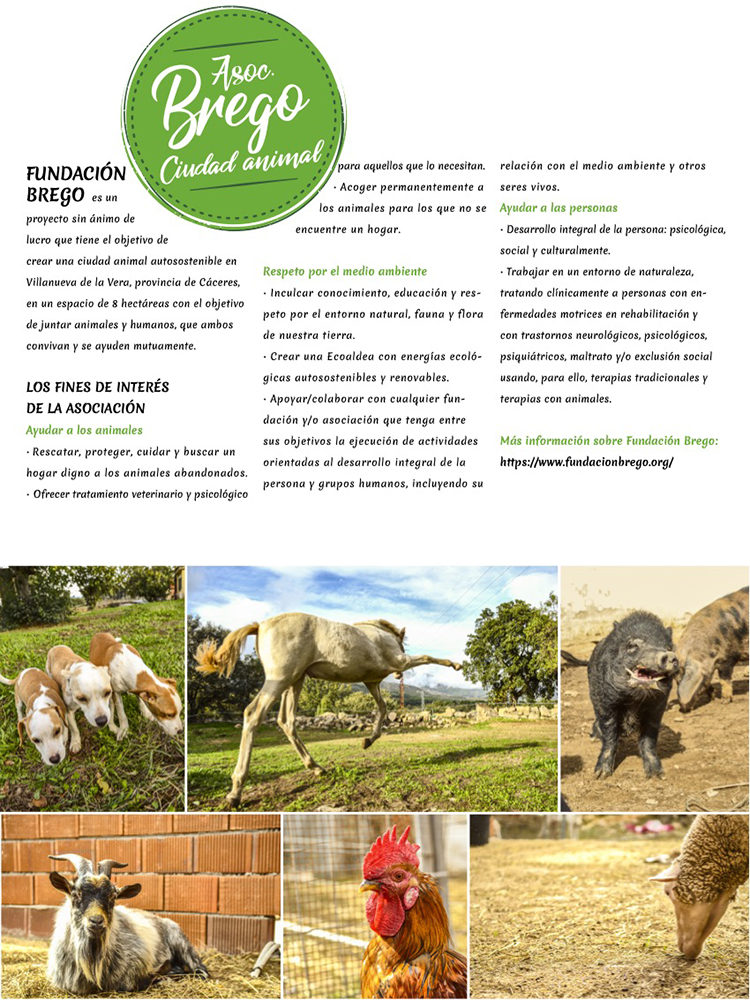 Asoc.
Brego
Ciudad animal
FUNDACIÓN
BREGO es un
proyecto sin ánimo de
lucro que tiene el objetivo de
crear una ciudad animal autosostenible en
Villanueva de la Vera, provincia de Cáceres,
en un espacio de 8 hectáreas con el objetivo
de juntar animales y humanos, que ambos
convivan y se ayuden mutuamente.
LOS FINES DE INTERÉS
DE LA ASOCIACIÓN
Ayudar a los animales
· Rescatar, proteger, cuidar y buscar un
hogar digno a los animales abandonados.
· Ofrecer tratamiento veterinario y psicológico
para aquellos que lo necesitan.
· Acoger permanentemente a
los animales para los que no se
encuentre un hogar.
Respeto por el medio ambiente
· Inculcar conocimiento, educación y res-
peto por el entorno natural, fauna y flora
de nuestra tierra.
· Crear una Ecoaldea con energías ecoló-
gicas autosostenibles y renovables.
· Apoyar/colaborar con cualquier fun-
dación y/o asociación que tenga entre
sus objetivos la ejecución de actividades
orientadas al desarrollo integral de la
persona y grupos humanos, incluyendo su
relación con el medio ambiente y otros
seres vivos.
Ayudar a las personas
· Desarrollo integral de la persona: psicológica,
social y culturalmente.
· Trabajar en un entorno de naturaleza,
tratando clínicamente a personas con en-
fermedades motrices en rehabilitación y
con trastornos neurológicos, psicológicos,
psiquiátricos, maltrato y/o exclusión social
usando, para ello, terapias tradicionales y
terapias con animales.
Más información sobre Fundación Brego:
https://www.fundacionbrego.org/